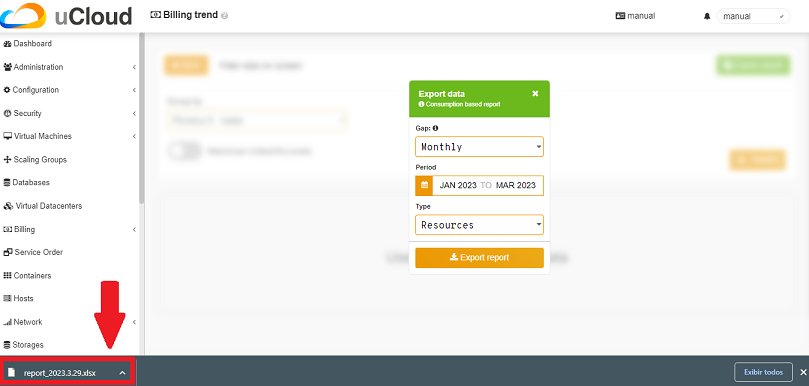 uCloud
Billing trend
manual
manual
Dashboard
Administration
Configuration
Security
Virtual Machines
Scaling Groups
Databases
Virtual Datacenters
Billing
Service Order
Containers
Hosts
Network
Storages
Export data
Consumption based report
Gap:
Monthly
Period
JAN 2023 TO MAR 2023
Type
Resources
Export report
report_2023.3.29.xlsx
Exibir todos